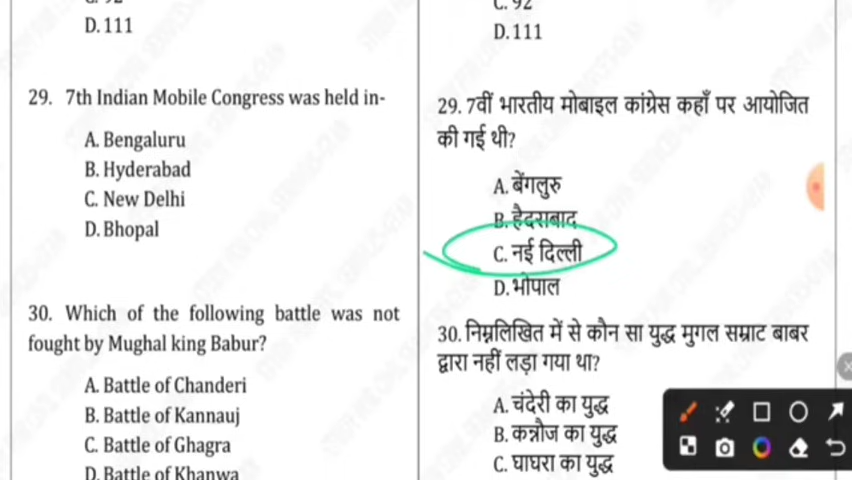 D. 111
29. 7th Indian Mobile Congress was held in-
A. Bengaluru
B. Hyderabad
C. New Delhi
D. Bhopal
30. Which of the following battle was not
fought by Mughal king Babur?
A. Battle of Chanderi
B. Battle of Kannauj
C. Battle of Ghagra
D. Battle of Khanwa
C. 92
D. 111
29. 7वीं भारतीय मोबाइल कांग्रेस कहाँ पर आयोजित
की गई थी?
A. बेंगलुरु
B. हैदराबाद
C. नई दिल्ली
D. भोपाल
30. निम्नलिखित में से कौन सा युद्ध मुगल सम्राट बाबर
द्वारा नहीं लड़ा गया था?
A. चंदेरी का युद्ध
B. कन्नौज का युद्ध
C. घाघरा का युद्ध